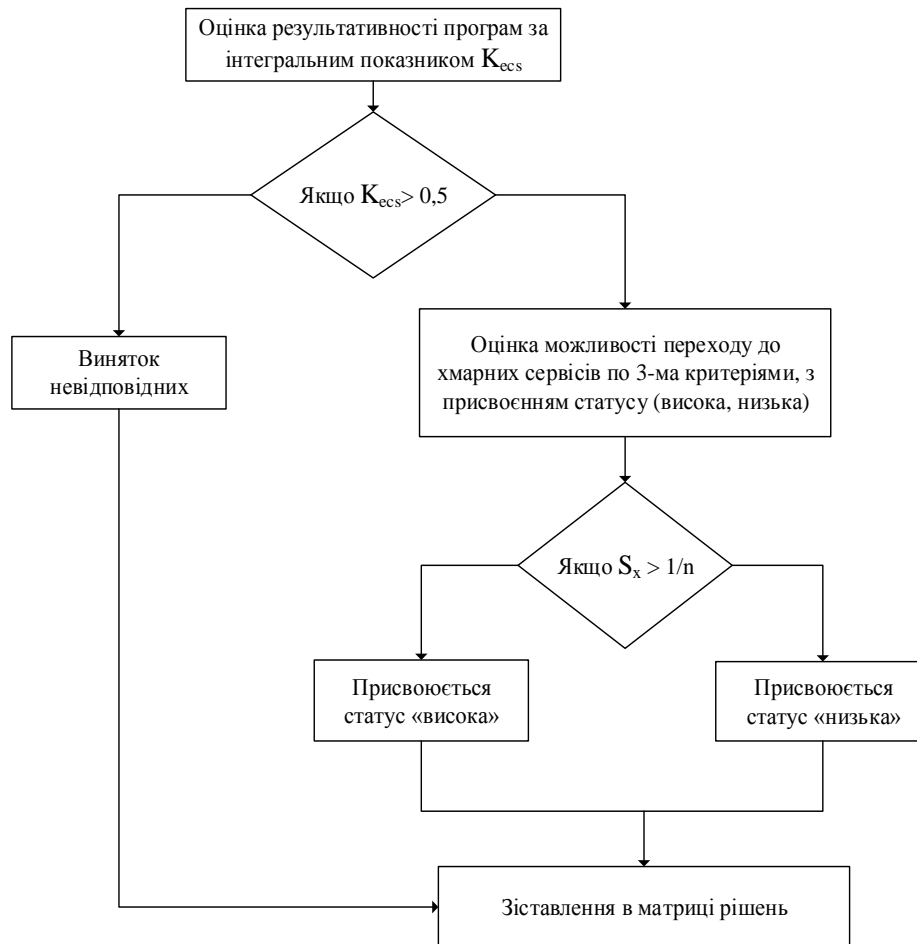 Оцінка результативності програм за
інтегральним показником Kecs
Якщо Kecs> 0,5
Виняток
невідповідних
Оцінка можливості переходу до
хмарних сервісів по 3-ма критеріями, з
присвоєнням статусу (висока, низька)
Якщо Sx > 1/n
Присвоюється
статус «висока»
Присвоюється
статус «низька»
Зіставлення в матриці рішень